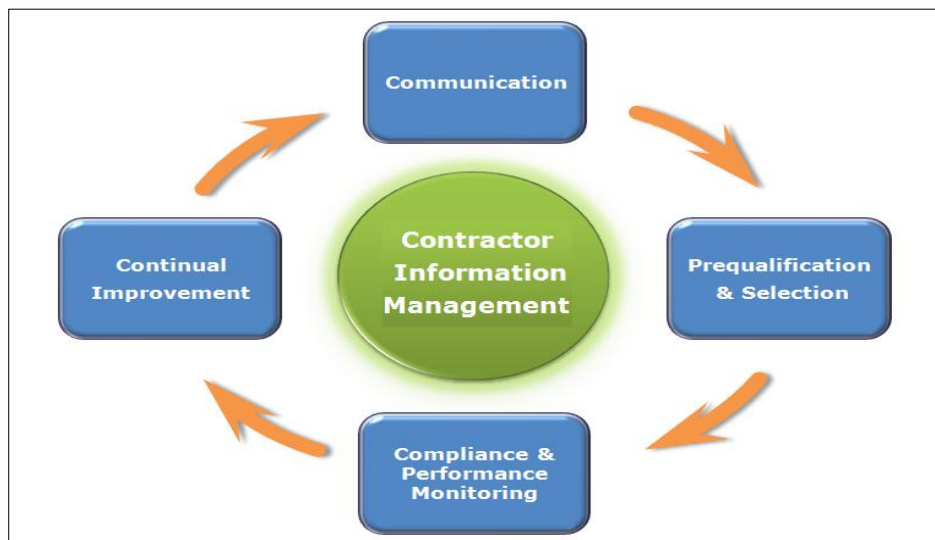 Communication
Contractor
Information
Management
Prequalification
& Selection
Continual
Improvement
Compliance &
Performance
Monitoring